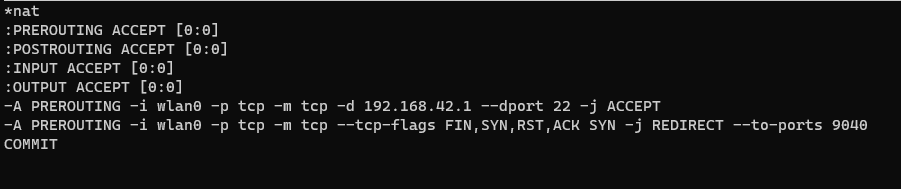 *nat
:PREROUTING ACCEPT [0:0]
:POSTROUTING ACCEPT [0:0]
:INPUT ACCEPT [0:0]
:OUTPUT ACCEPT [0:0]
-A PREROUTING -i wlan0 -p tcp -m tcp -d 192.168.42.1 --dport 22 -j ACCEPT
-A PREROUTING -i wlan0 -p tcp -m tcp --tcp-flags FIN,SYN,RST,ACK SYN -j REDIRECT --to-ports 9040
COMMIT